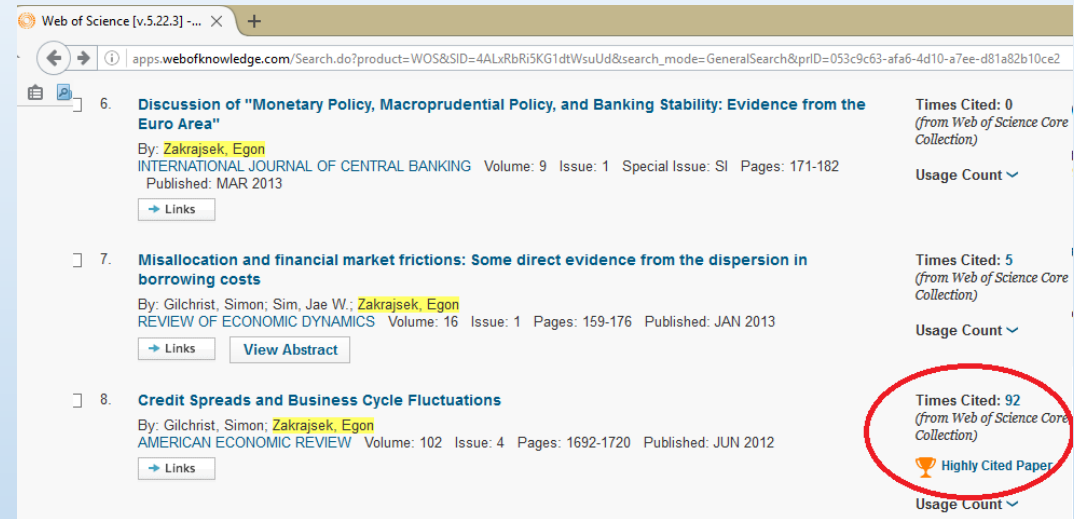 Web of Science [v.5.22.3] -...
apps.webofknowledge.com/Search.do?product=WOS&SID=4ALxRbRi5KG1dtWsuUd&search_mode=GeneralSearch&prID=053c9c63-afa6-4d10-a7ee-d81a82b10ce2
6. Discussion of "Monetary Policy, Macroprudential Policy, and Banking Stability: Evidence from the
Euro Area"
By: Zakrajsek, Egon
INTERNATIONAL JOURNAL OF CENTRAL BANKING Volume: 9 Issue: 1 Special Issue: SI Pages: 171-182
Published: MAR 2013
Links
Times Cited: 0
(from Web of Science Core
Collection)
Usage Count
7. Misallocation and financial market frictions: Some direct evidence from the dispersion in
borrowing costs
By: Gilchrist, Simon; Sim, Jae W.; Zakrajsek, Egon
REVIEW OF ECONOMIC DYNAMICS Volume: 16 Issue: 1 Pages: 159-176 Published: JAN 2013
Links View Abstract
Times Cited: 5
(from Web of Science Core
Collection)
Usage Count
8. Credit Spreads and Business Cycle Fluctuations
By: Gilchrist, Simon; Zakrajsek, Egon
AMERICAN ECONOMIC REVIEW Volume: 102 Issue: 4 Pages: 1692-1720 Published: JUN 2012
Links
Times Cited: 92
(from Web of Science Core
Collection)
Highly Cited Paper
Usage Count